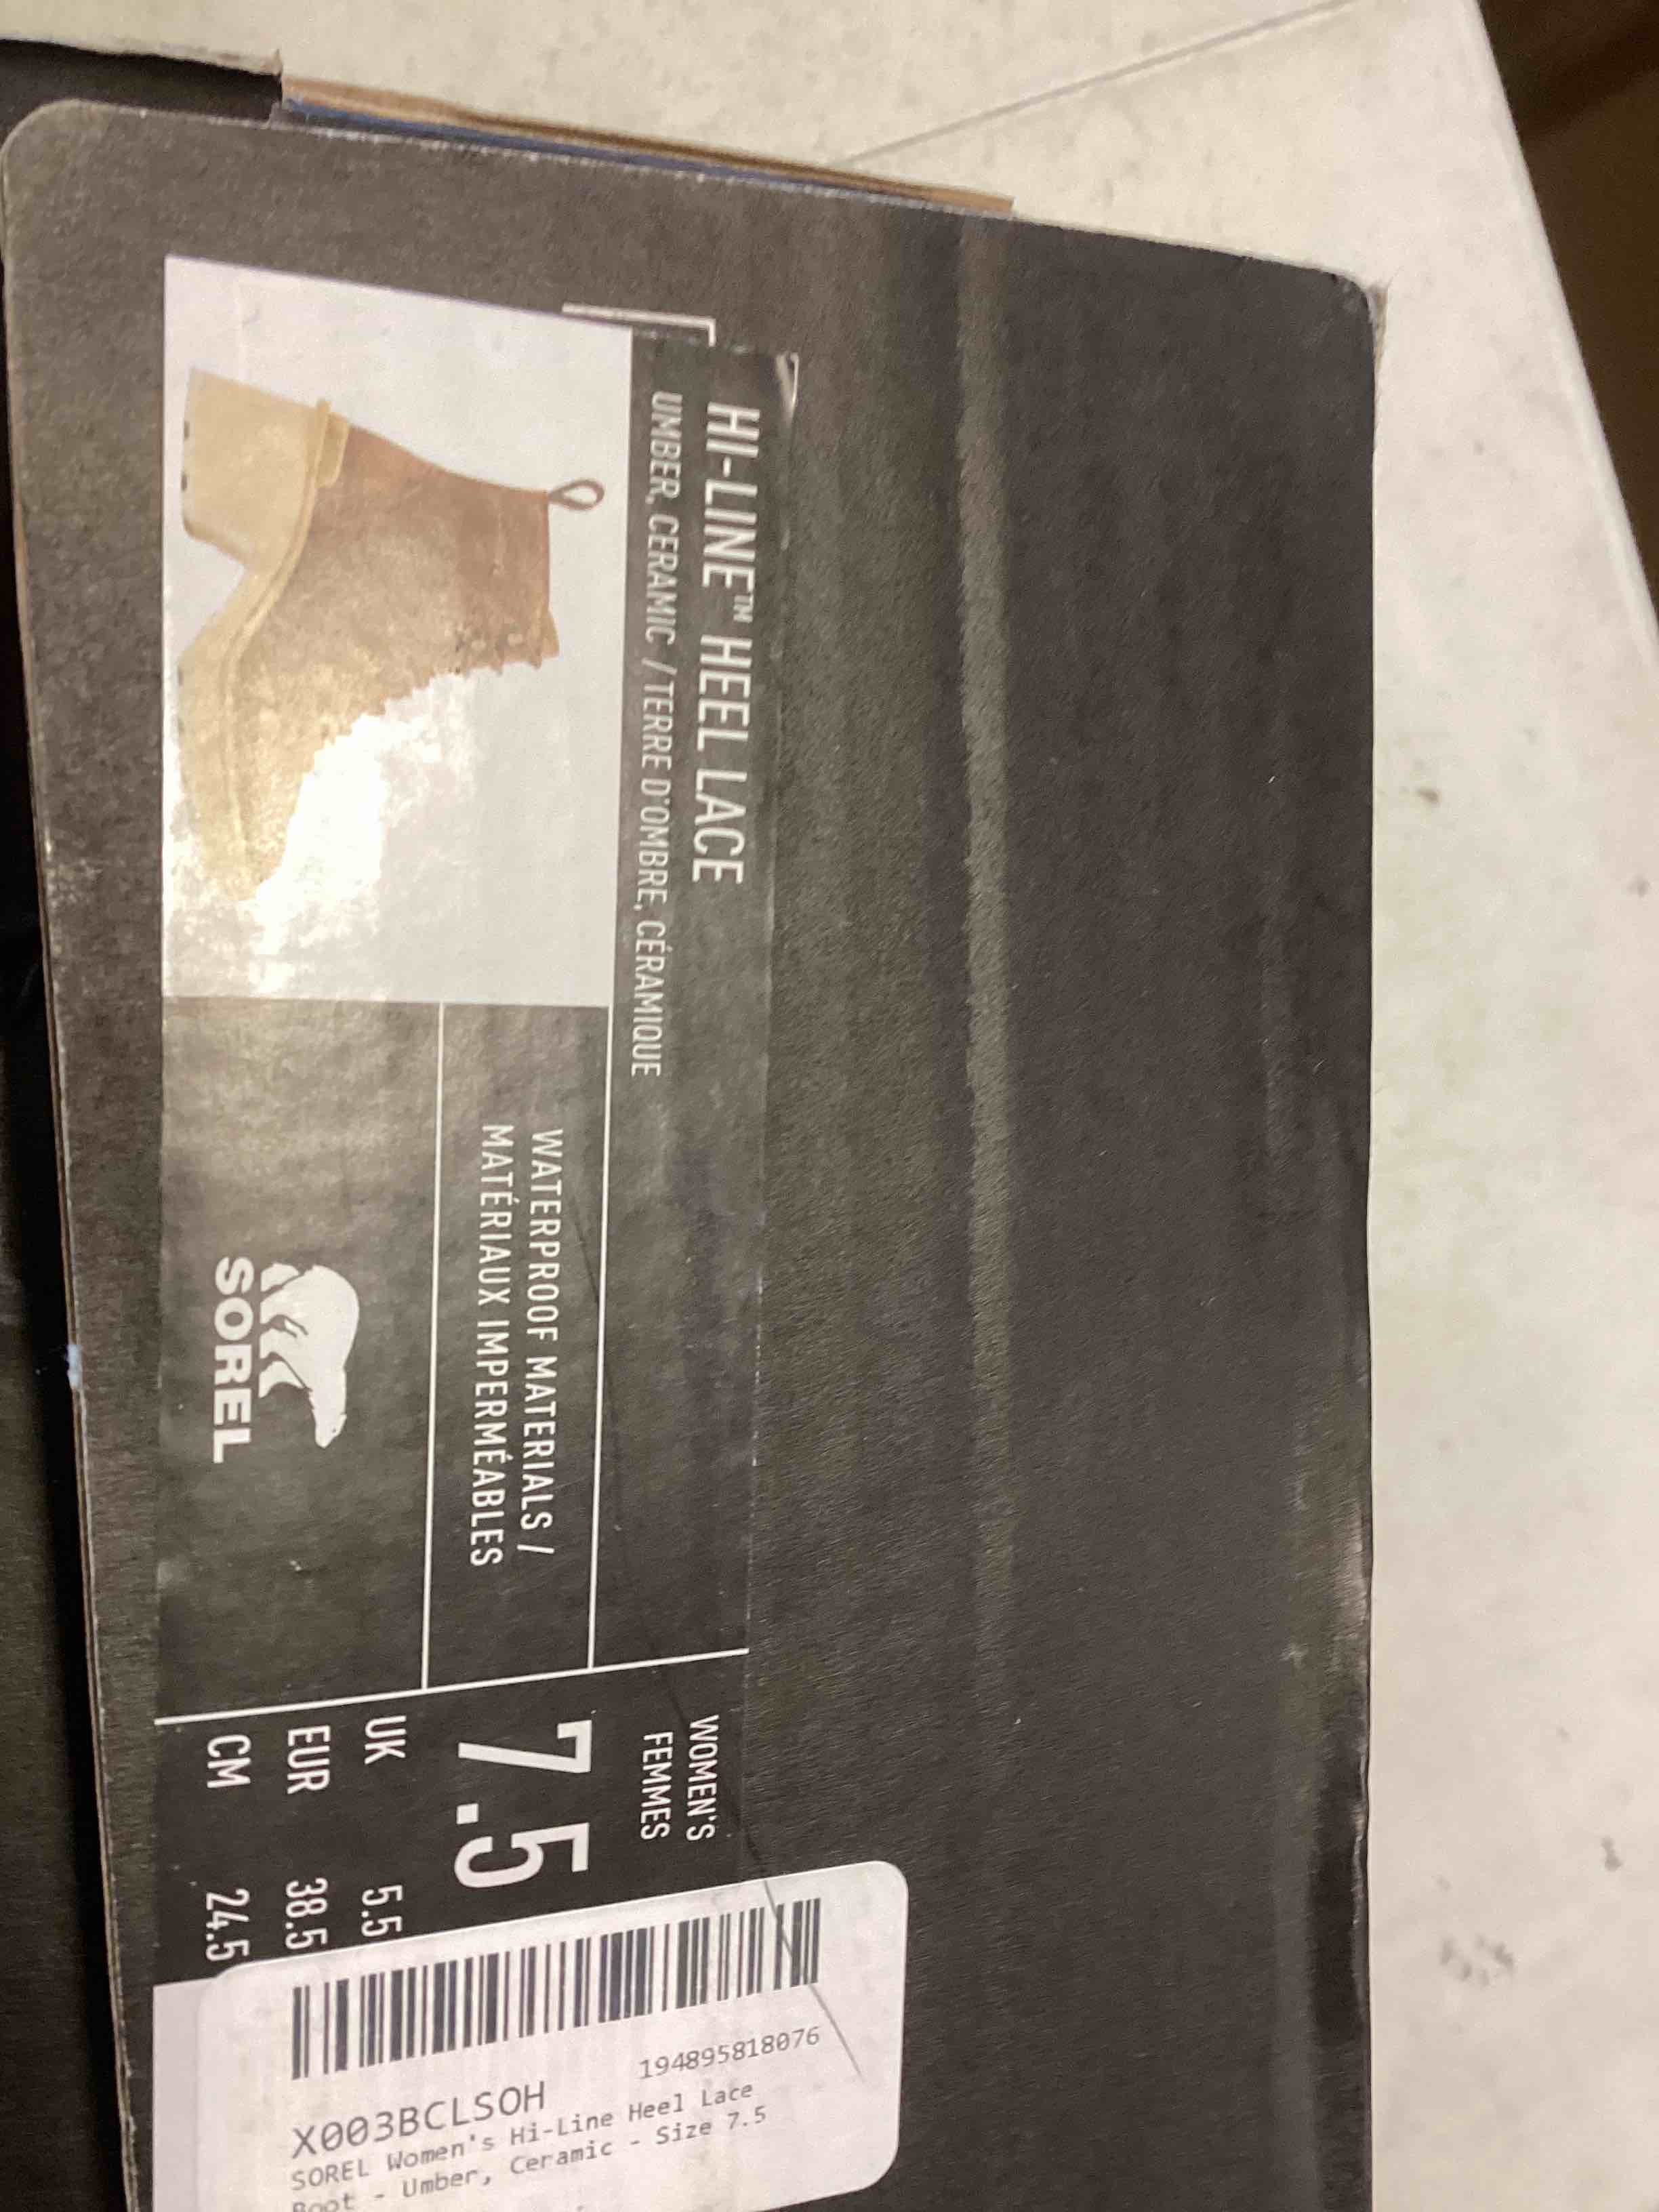 HI-LINE™ HEEL LACE
UMBER, CERAMIC / TERRE D'OMBRE, CÉRAMIQUE
WATERPROOF MATERIALS /
MATÉRIAUX IMPERMÉABLES
SOREL
WOMEN'S
FEMMES
7.5
UK 5.5
EUR 38.5
CM 24.5
194895818076
X003BCLSOH
SOREL Women's Hi-Line Heel Lace
Boot - Umber, Ceramic - Size 7.5